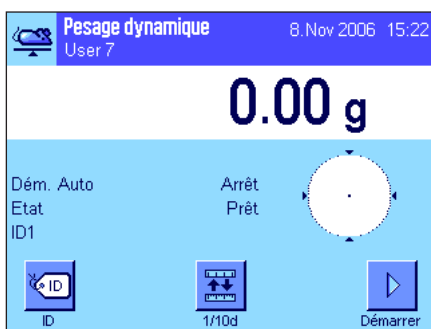 Pesage dynamique 8.Nov 2006 15:22
User 7
0.00 g
Dém. Auto Arrêt
Etat Prêt
ID1
ID
ID 1/10d Démarrer